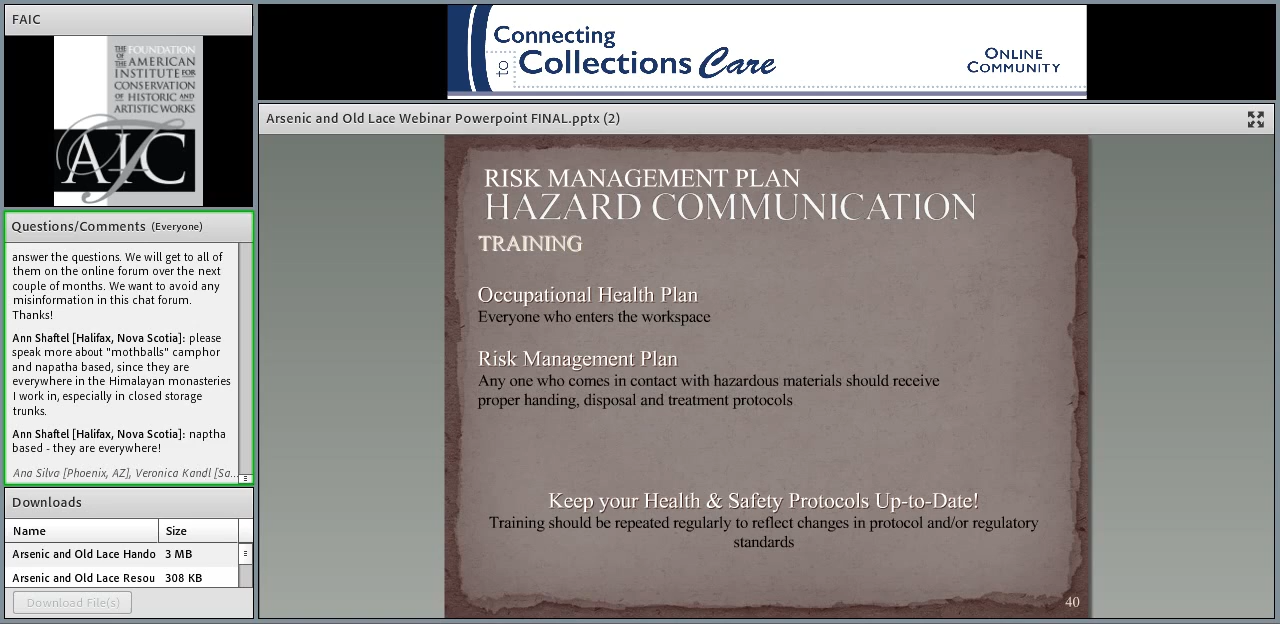 FAIC
THE FOUNDATION
OF THE AMERICAN
INSTITUTE FOR
CONSERVATION
OF HISTORIC AND
ARTISTIC WORKS
FAIC
Questions/Comments (Everyone)
answer the questions. We will get to all of
them on the online forum over the next
couple of months. We want to avoid any
misinformation in this chat forum.
Thanks!
Ann Shaftel [Halifax, Nova Scotia]: please
speak more about "mothballs" camphor
and napatha based, since they are
everywhere in the Himalayan monasteries
I work in, especially in closed storage
trunks.
Ann Shaftel [Halifax, Nova Scotia]: naptha
based - they are everywhere!
Ana Silva [Phoenix, AZ], Veronica Kandl [Sa...
Downloads
Name Size
Arsenic and Old Lace Hando 3 MB
Arsenic and Old Lace Resou 308 KB
Download File(s)
Connecting
to Collections Care
ONLINE
COMMUNITY
Arsenic and Old Lace Webinar Powerpoint FINAL.pptx (2)
RISK MANAGEMENT PLAN
HAZARD COMMUNICATION
TRAINING
Occupational Health Plan
Everyone who enters the workspace
Risk Management Plan
Any one who comes in contact with hazardous materials should receive
proper handing, disposal and treatment protocols
Keep your Health & Safety Protocols Up-to-Date!
Training should be repeated regularly to reflect changes in protocol and/or regulatory
standards
40